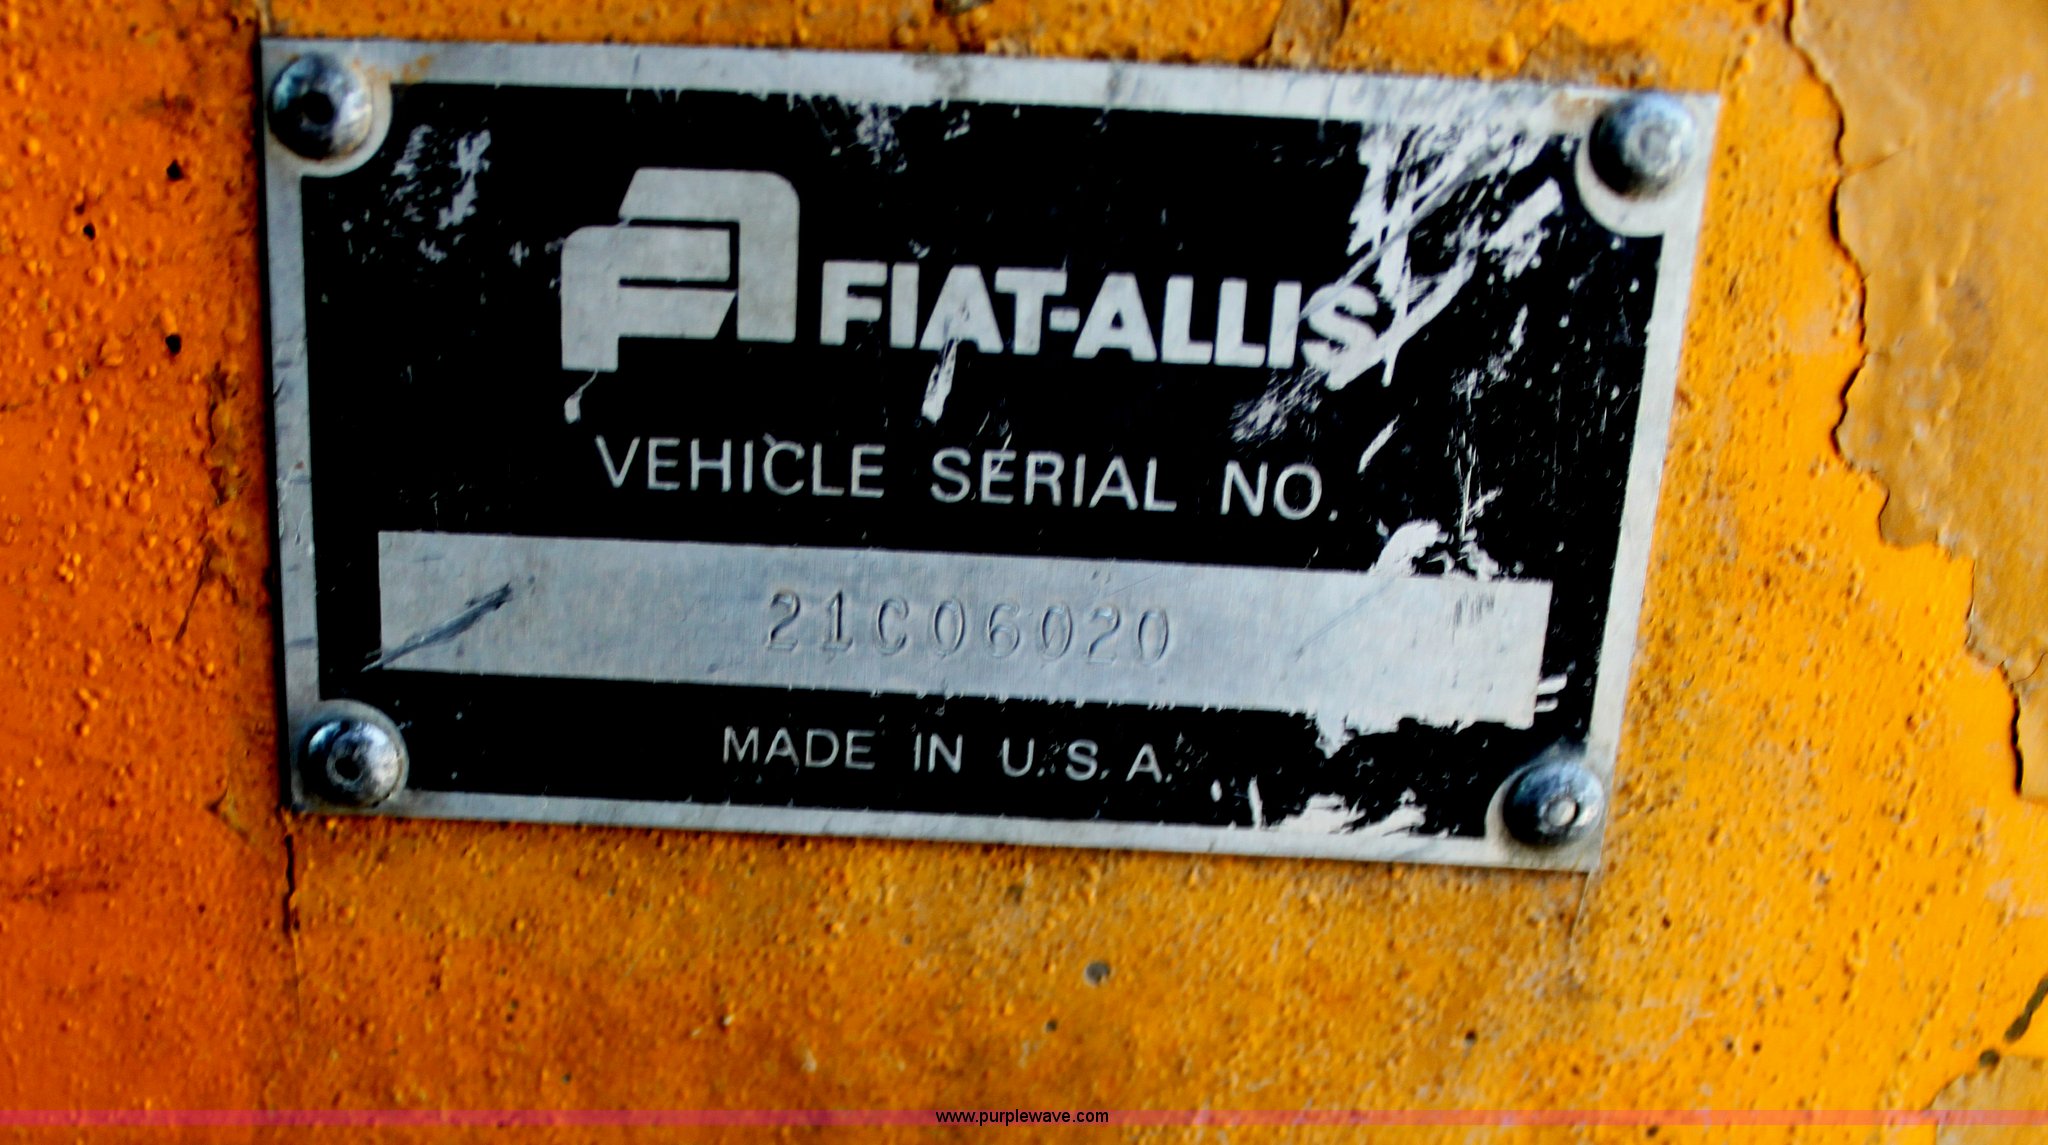 FIAT-ALLIS
VEHICLE SERIAL NO.
21C06020
MADE IN U.S.A.
www.purplewave.com